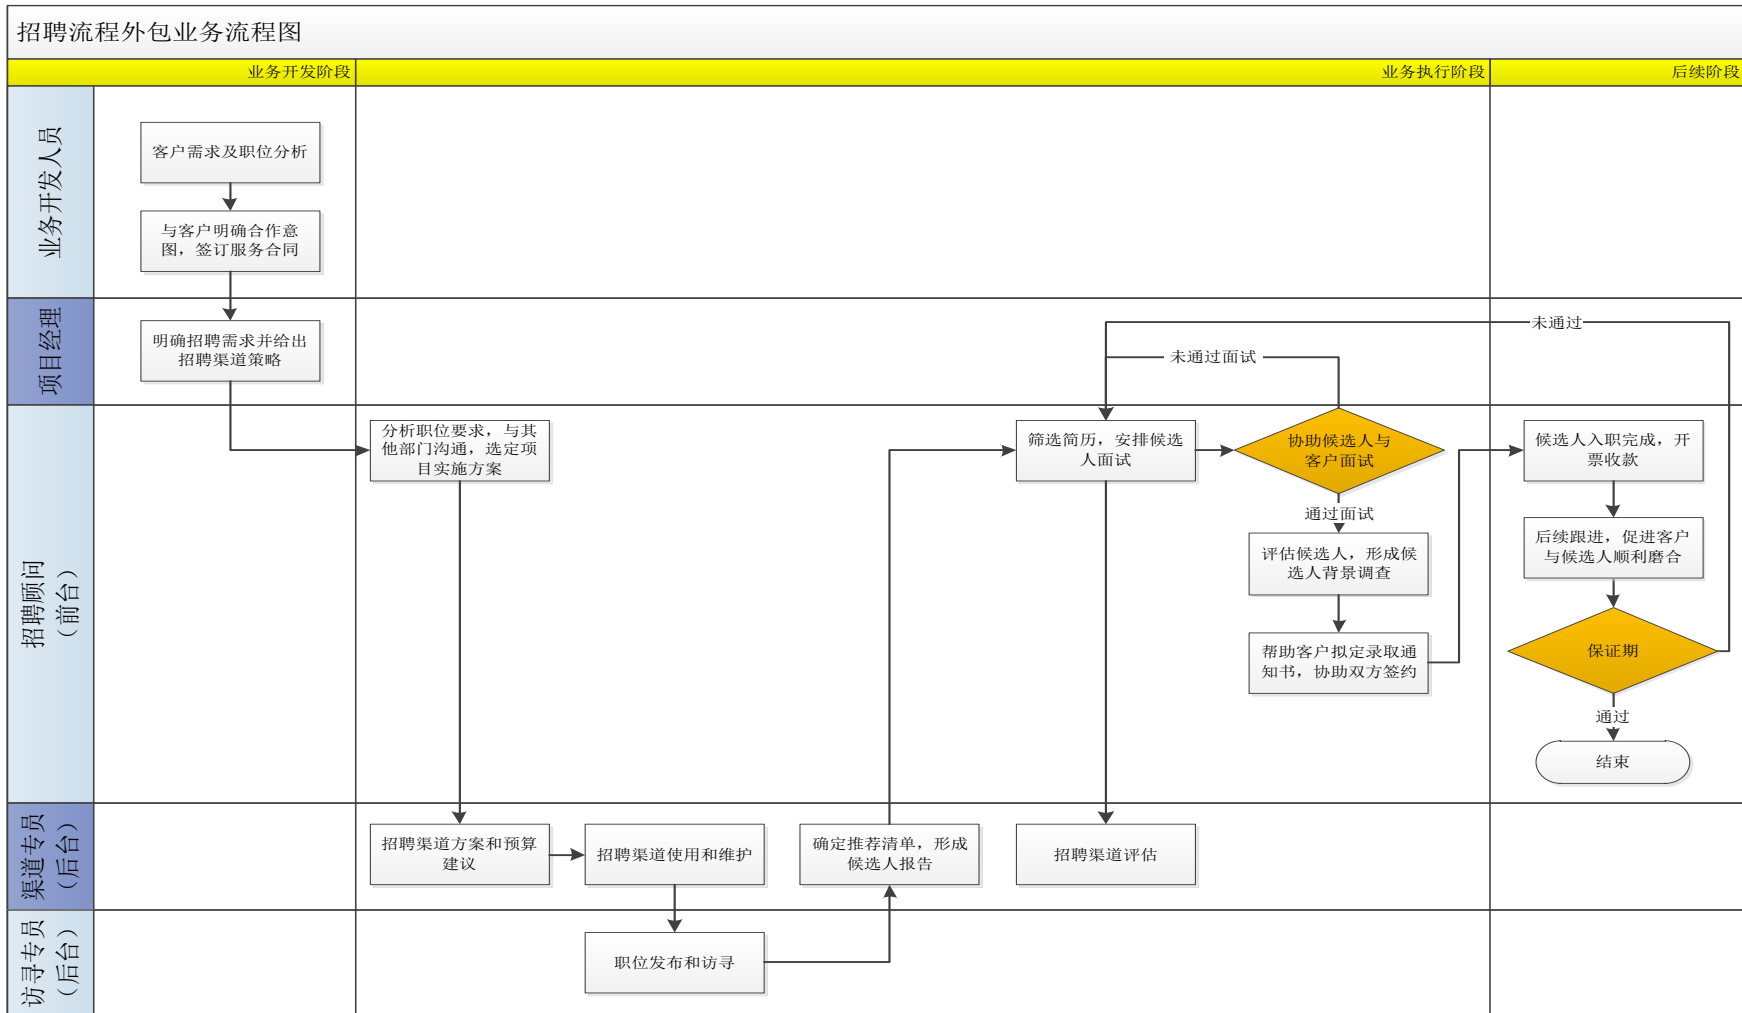 招聘流程外包业务流程图
业务开发阶段
业务执行阶段
后续阶段
业务开发人员
客户需求及职位分析
与客户明确合作意
图，签订服务合同
项目经理
明确招聘需求并给出
招聘渠道策略
未通过
未通过面试
招聘顾问
（前台）
分析职位要求，与其
他部门沟通，选定项
目实施方案
筛选简历，安排候选
人面试
协助候选人与
客户面试
通过面试
评估候选人，形成候
选人背景调查
帮助客户拟定录取通
知书，协助双方签约
候选人入职完成，开
票收款
后续跟进，促进客户
与候选人顺利磨合
保证期
通过
结束
渠道专员
（后台）
招聘渠道方案和预算
建议
招聘渠道使用和维护
确定推荐清单，形成
候选人报告
招聘渠道评估
访寻专员
（后台）
职位发布和访寻